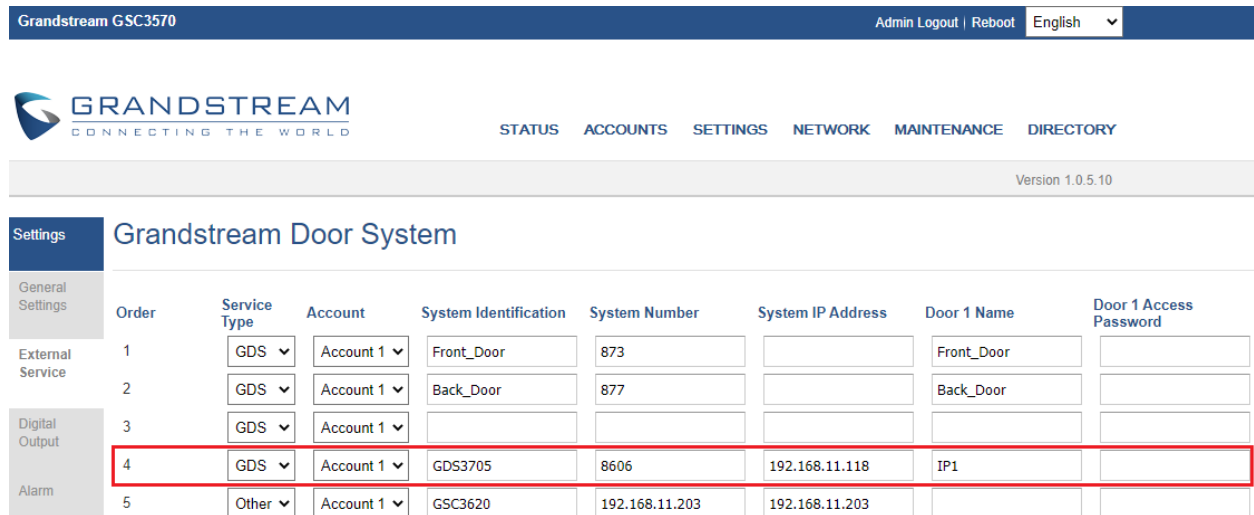 Grandstream GSC3570
Admin Logout | Reboot English
GRANDSTREAM
CONNECTING THE WORLD
STATUS ACCOUNTS SETTINGS NETWORK MAINTENANCE DIRECTORY
Version 1.0.5.10
Settings
General
Settings
External
Service
Digital
Output
Alarm
Grandstream Door System
Order Service Type Account System Identification System Number System IP Address Door 1 Name Door 1 Access Password
1 GDS Account 1 Front_Door 873 Front_Door
2 GDS Account 1 Back_Door 877 Back_Door
3 GDS Account 1
4 GDS Account 1 GDS3705 8606 192.168.11.118 IP1
5 Other Account 1 GSC3620 192.168.11.203 192.168.11.203